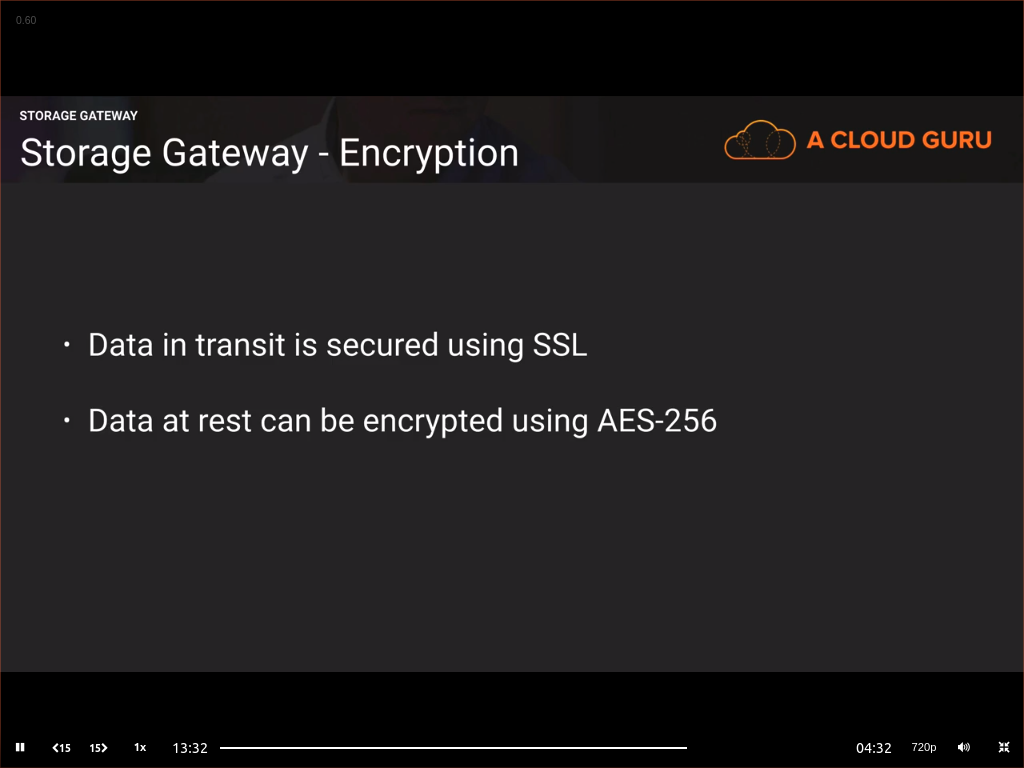 0.60
STORAGE GATEWAY
Storage Gateway - Encryption
A CLOUD GURU
· Data in transit is secured using SSL
· Data at rest can be encrypted using AES-256
15 15 1x 13:32 04:32 720p